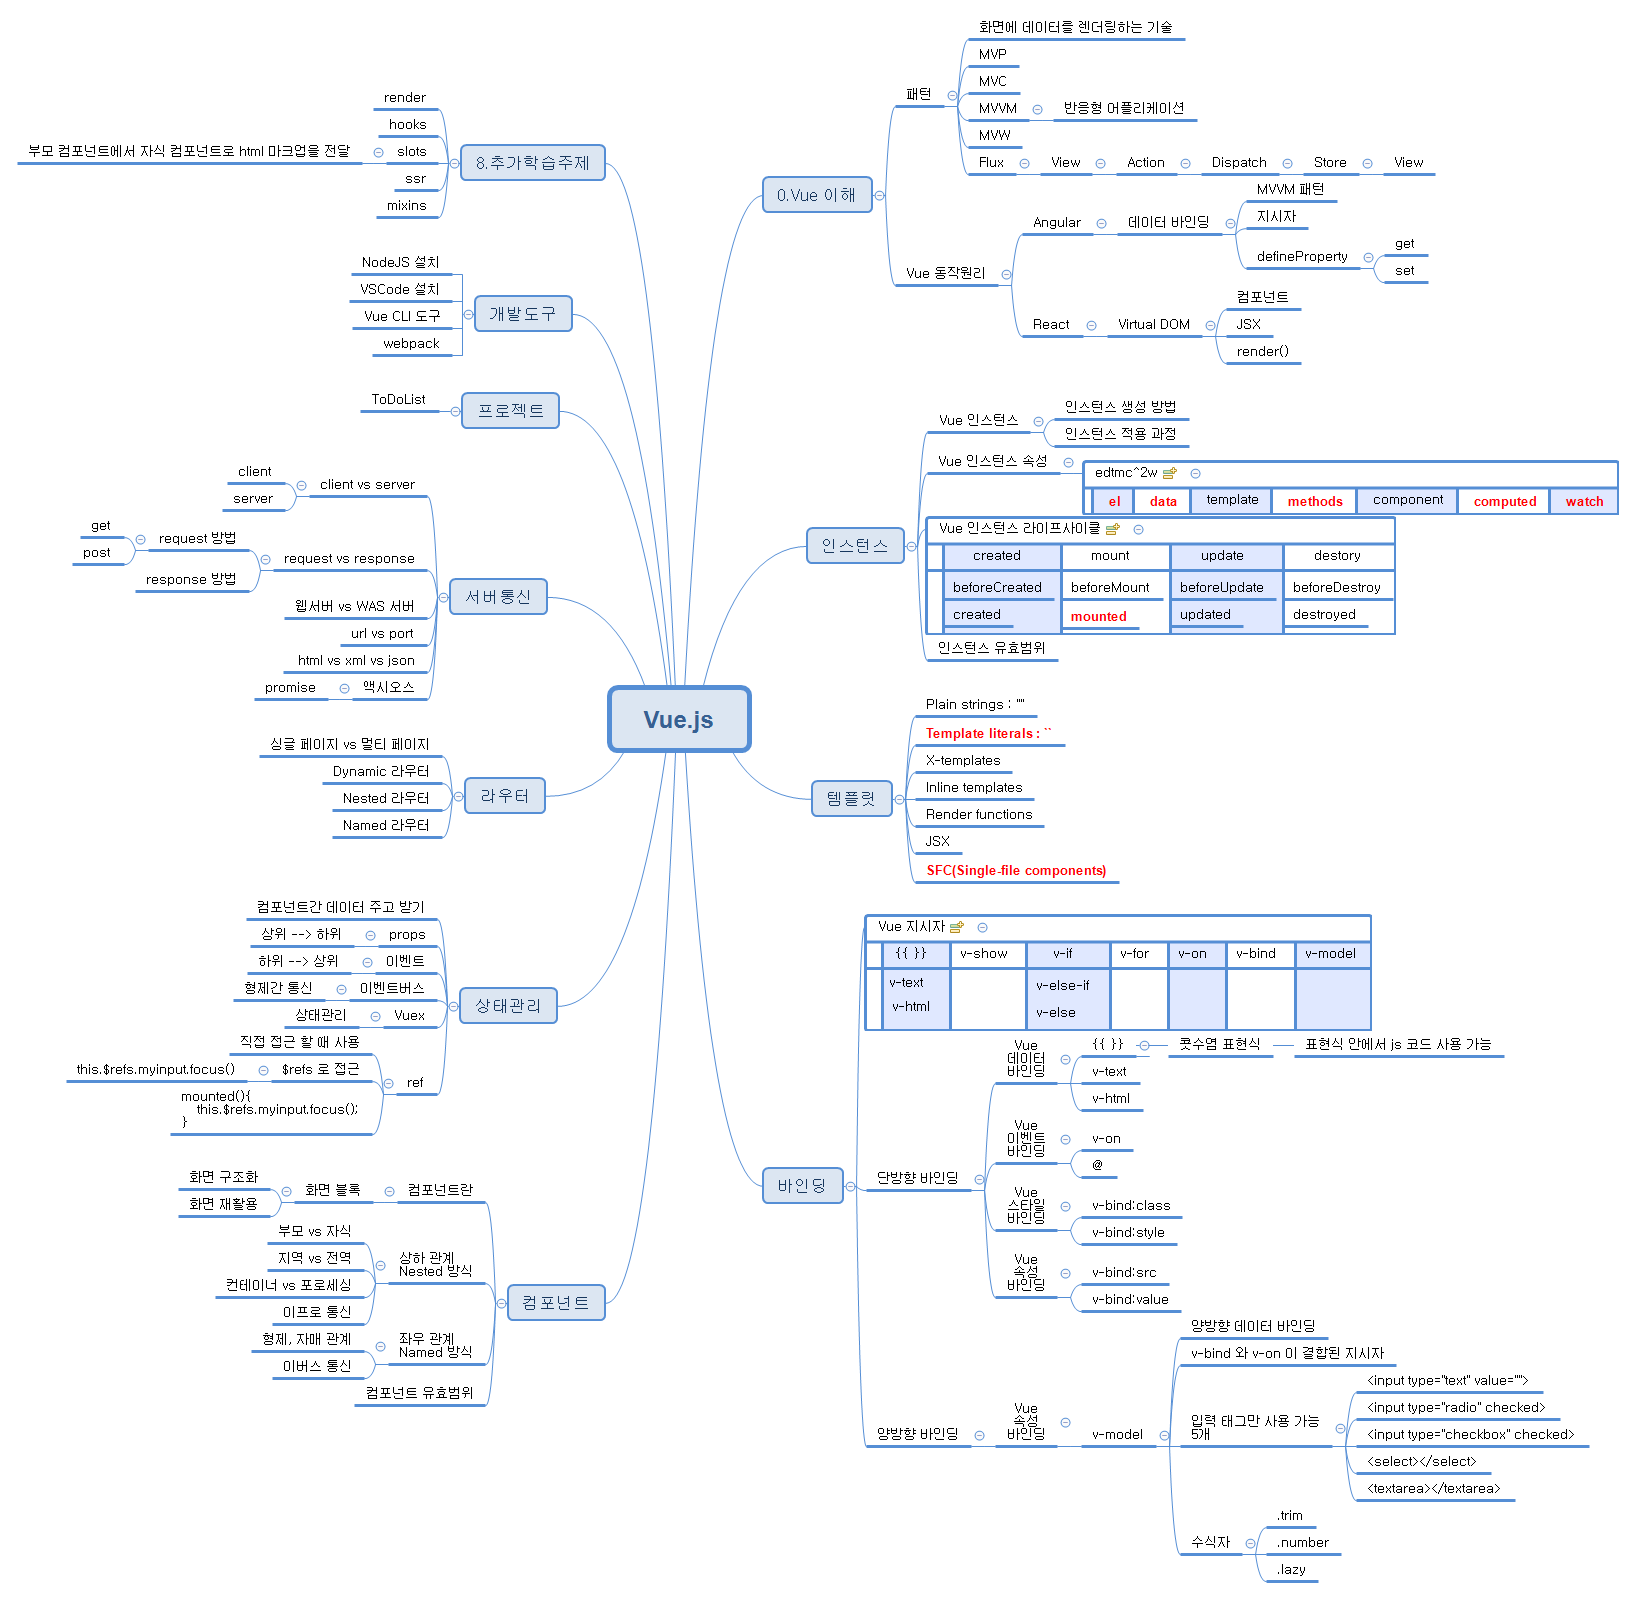 Vue.js
0.Vue 이해
패턴
화면에 데이터를 렌더링하는 기술
MVP
MVC
MVVM
반응형 어플리케이션
MVW
Flux
View
Action
Dispatch
Store
View
Vue 동작원리
Angular
데이터 바인딩
MVVM 패턴
지시자
defineProperty
get
set
React
Virtual DOM
컴포넌트
JSX
render()
인스턴스
Vue 인스턴스
인스턴스 생성 방법
인스턴스 적용 과정
Vue 인스턴스 속성
edtmc^2w
el data template methods component computed watch
Vue 인스턴스 라이프사이클
created mount update destory
beforeCreated beforeMount beforeUpdate beforeDestroy
created mounted updated destroyed
인스턴스 유효범위
템플릿
Plain strings : ""
Template literals : ``
X-templates
Inline templates
Render functions
JSX
SFC(Single-file components)
바인딩
Vue 지시자
{{ }} v-show v-if v-for v-on v-bind v-model
v-text v-else-if
v-html v-else
단방향 바인딩
Vue
데이터
바인딩
{{ }}
콧수염 표현식
표현식 안에서 js 코드 사용 가능
v-text
v-html
Vue
이벤트
바인딩
v-on
@
Vue
스타일
바인딩
v-bind:class
v-bind:style
Vue
속성
바인딩
v-bind:src
v-bind:value
양방향 바인딩
Vue
속성
바인딩
v-model
양방향 데이터 바인딩
v-bind 와 v-on 이 결합된 지시자
입력 태그만 사용 가능
5개
<input type="text" value="">
<input type="radio" checked>
<input type="checkbox" checked>
<select></select>
<textarea></textarea>
수식자
.trim
.number
.lazy
8.추가학습주제
render
hooks
slots
부모 컴포넌트에서 자식 컴포넌트로 html 마크업을 전달
ssr
mixins
개발도구
NodeJS 설치
VSCode 설치
Vue CLI 도구
webpack
프로젝트
ToDoList
서버통신
client vs server
client
server
request vs response
request 방법
get
post
response 방법
웹서버 vs WAS 서버
url vs port
html vs xml vs json
액시오스
promise
라우터
싱글 페이지 vs 멀티 페이지
Dynamic 라우터
Nested 라우터
Named 라우터
상태관리
컴포넌트간 데이터 주고 받기
props
상위 --> 하위
이벤트
하위 --> 상위
이벤트버스
형제간 통신
Vuex
상태관리
ref
직접 접근 할 때 사용
$refs 로 접근
this.$refs.myinput.focus()
mounted(){
this.$refs.myinput.focus();
}
컴포넌트
컴포넌트란
화면 블록
화면 구조화
화면 재활용
상하 관계
Nested 방식
부모 vs 자식
지역 vs 전역
컨테이너 vs 포로세싱
이프로 통신
좌우 관계
Named 방식
형제, 자매 관계
이버스 통신
컴포넌트 유효범위